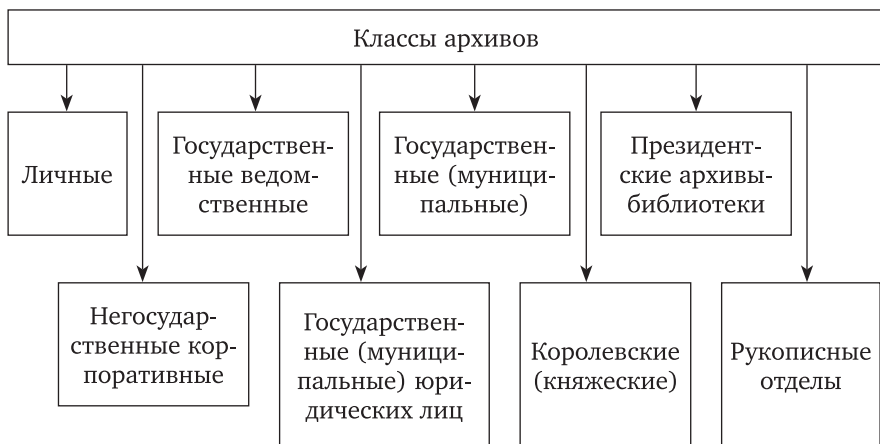 Классы архивов
Личные
Государствен-
ные ведом-
ственные
Государствен-
ные (муници-
пальные)
Президент-
ские архивы-
библиотеки
Негосудар-
ственные кор-
поративные
Государствен-
ные (муници-
пальные) юри-
дических лиц
Королевские
(княжеские)
Рукописные
отделы